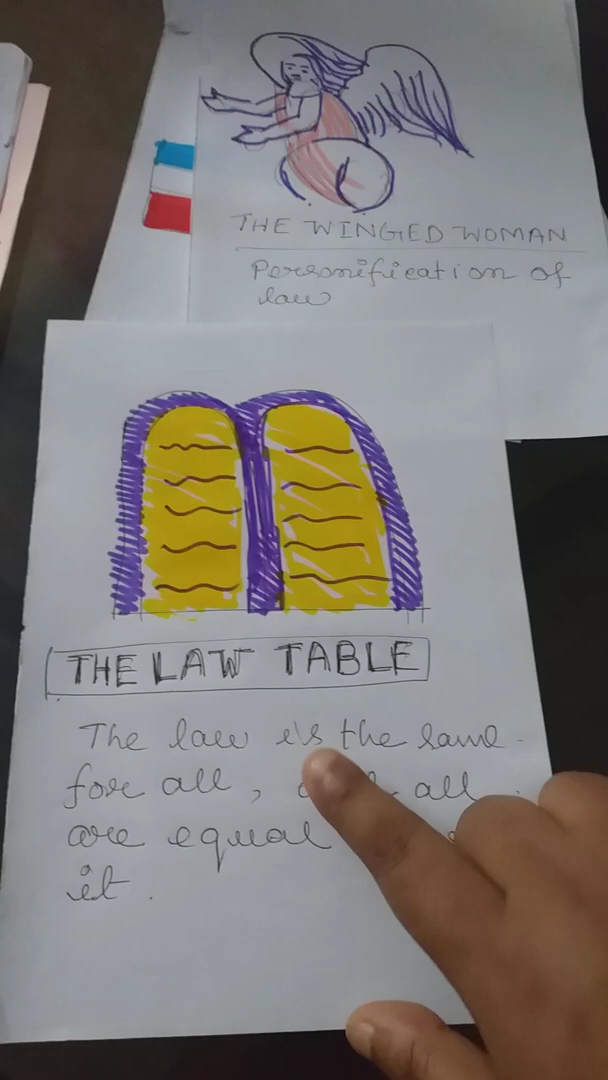 THE WINGED WOMAN
Personification of
law
THE LAW TABLE
The law is the same
for all, all
are equal
it.